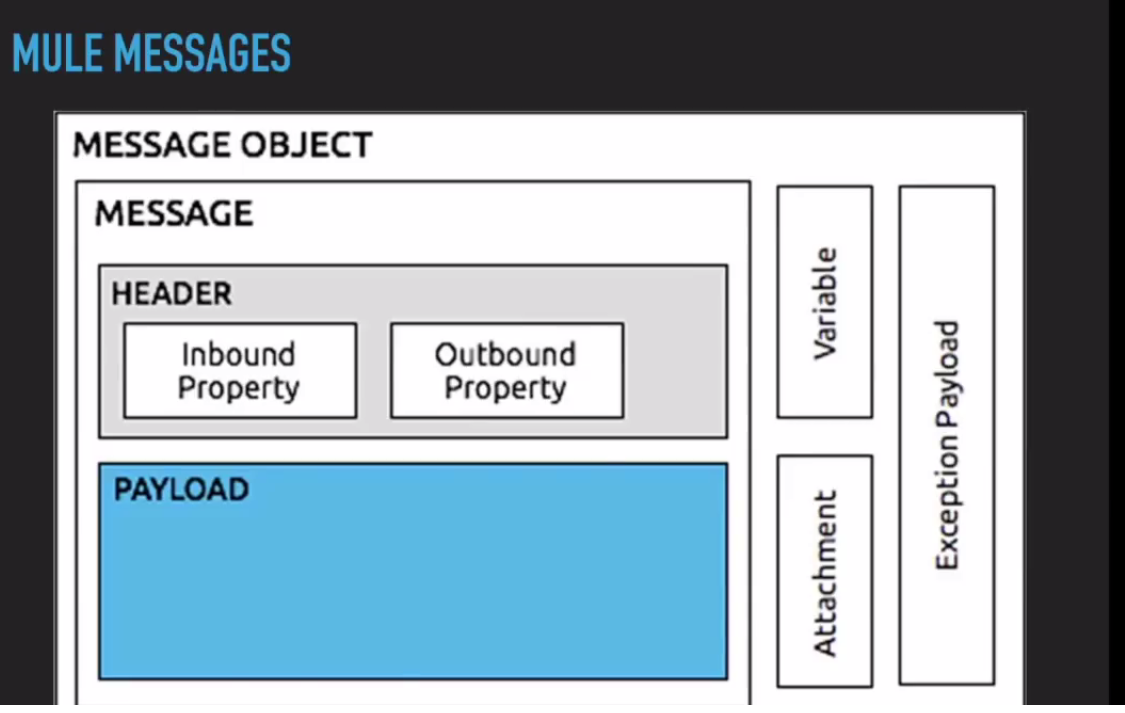 MULE MESSAGES
MESSAGE OBJECT
MESSAGE
HEADER
Inbound
Property
Outbound
Property
PAYLOAD
Variable
Attachment
Exception Payload